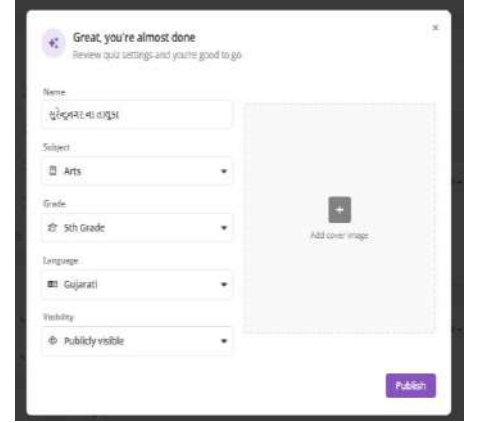 Great, you're almost done
Review quiz settings and you're good to go
Name
સુરેન્દ્રનગર ના તાલુકા
Subject
Arts
Grade
5th Grade
Language
Gujarati
Visibility
Publicly visible
Add cover image
Publish